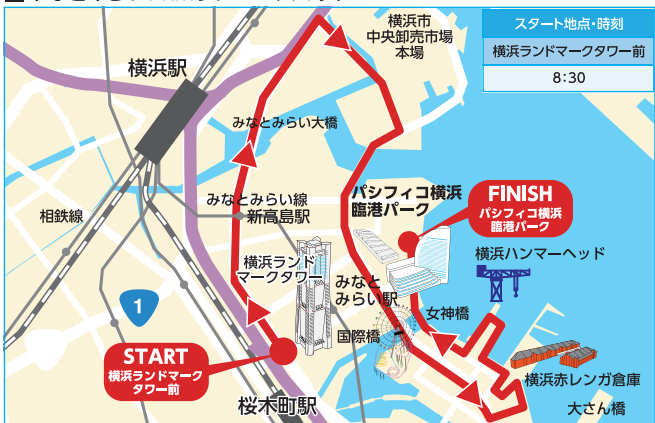 スタート地点・時刻
横浜ランドマークタワー前
8:30
横浜市
中央卸売市場
本場
横浜駅
みなとみらい大橋
みなとみらい線
新高島駅
相鉄線
パシフィコ横浜
臨港パーク
FINISH
パシフィコ横浜
臨港パーク
横浜ランド
マークタワー
横浜ハンマーヘッド
みなと
みらい駅
女神橋
国際橋
1
START
横浜ランドマーク
タワー前
桜木町駅
横浜赤レンガ倉庫
大さん橋